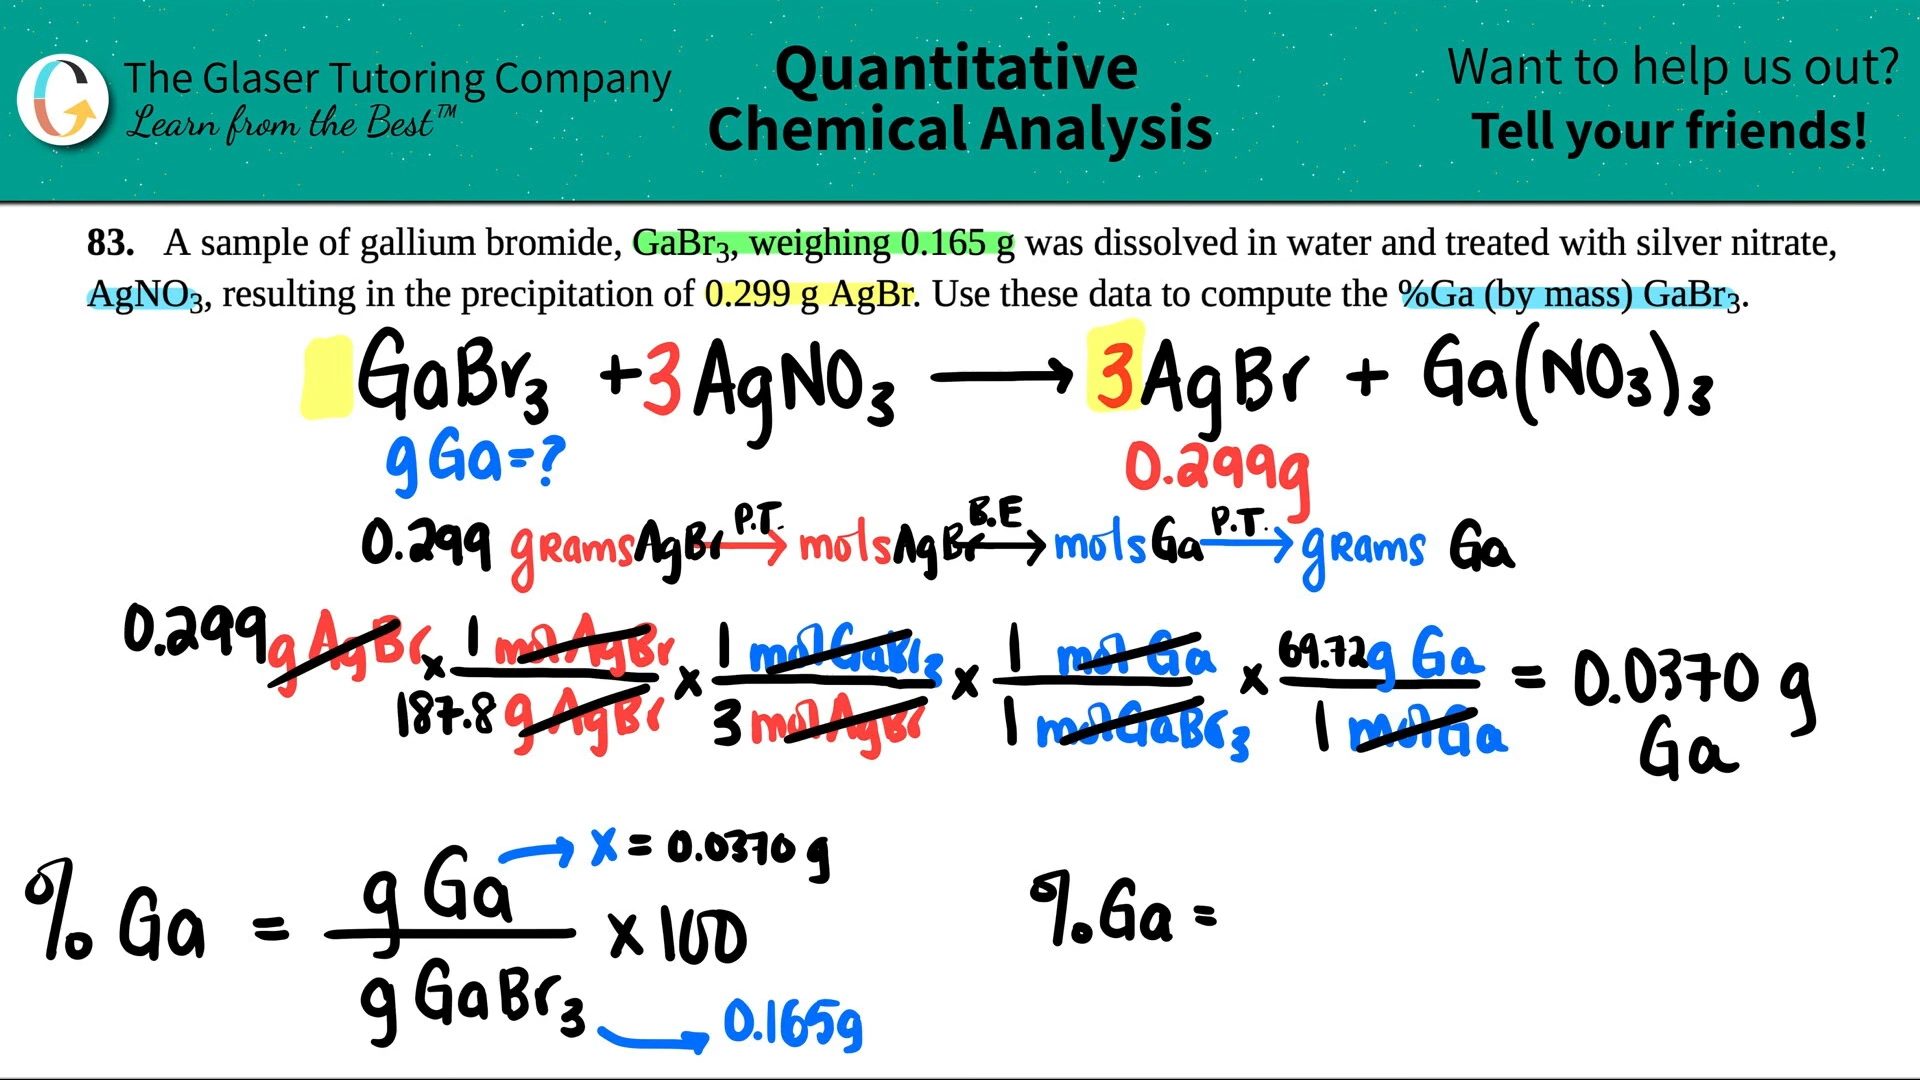 The Glaser Tutoring Company
Learn from the Best™
Quantitative
Chemical Analysis
Want to help us out?
Tell your friends!
83. A sample of gallium bromide, GaBr₃, weighing 0.165 g was dissolved in water and treated with silver nitrate,
AgNO₃, resulting in the precipitation of 0.299 g AgBr. Use these data to compute the %Ga (by mass) GaBr₃.
GaBr₃ + 3 AgNO₃ → 3 AgBr + Ga(NO₃)₃
g Ga = ?
0.299g
0.299 grams AgBr P.T. → mols AgBr B.E → mols Ga P.T. → grams Ga
0.299 g AgBr × 1 mol AgBr / 187.8 g AgBr × 1 mol GaBr₃ / 3 mol AgBr × 1 mol Ga / 1 mol GaBr₃ × 69.72 g Ga / 1 mol Ga = 0.0370 g Ga
% Ga = g Ga / g GaBr₃ × 100
→ x = 0.0370 g
→ 0.165g
% Ga =